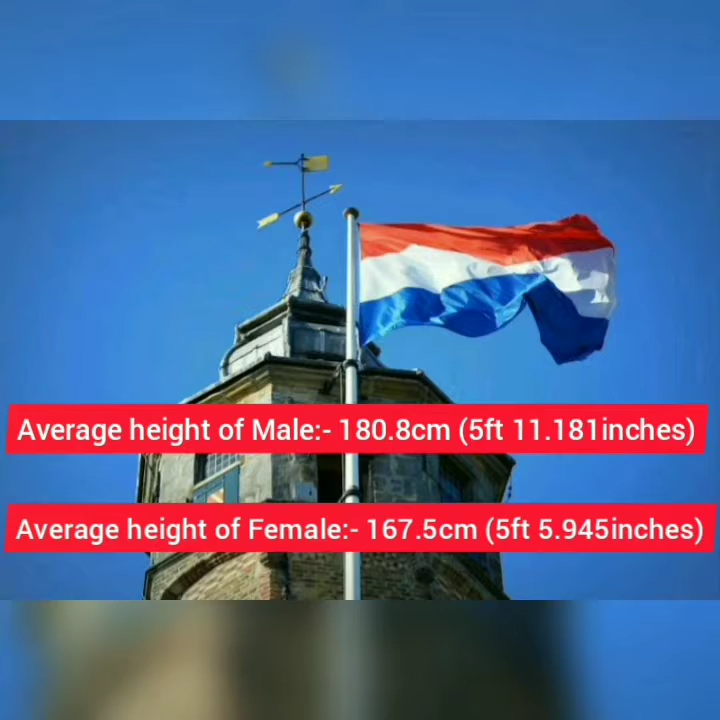 Average height of Male:- 180.8cm (5ft 11.181inches)
Average height of Female:- 167.5cm (5ft 5.945inches)